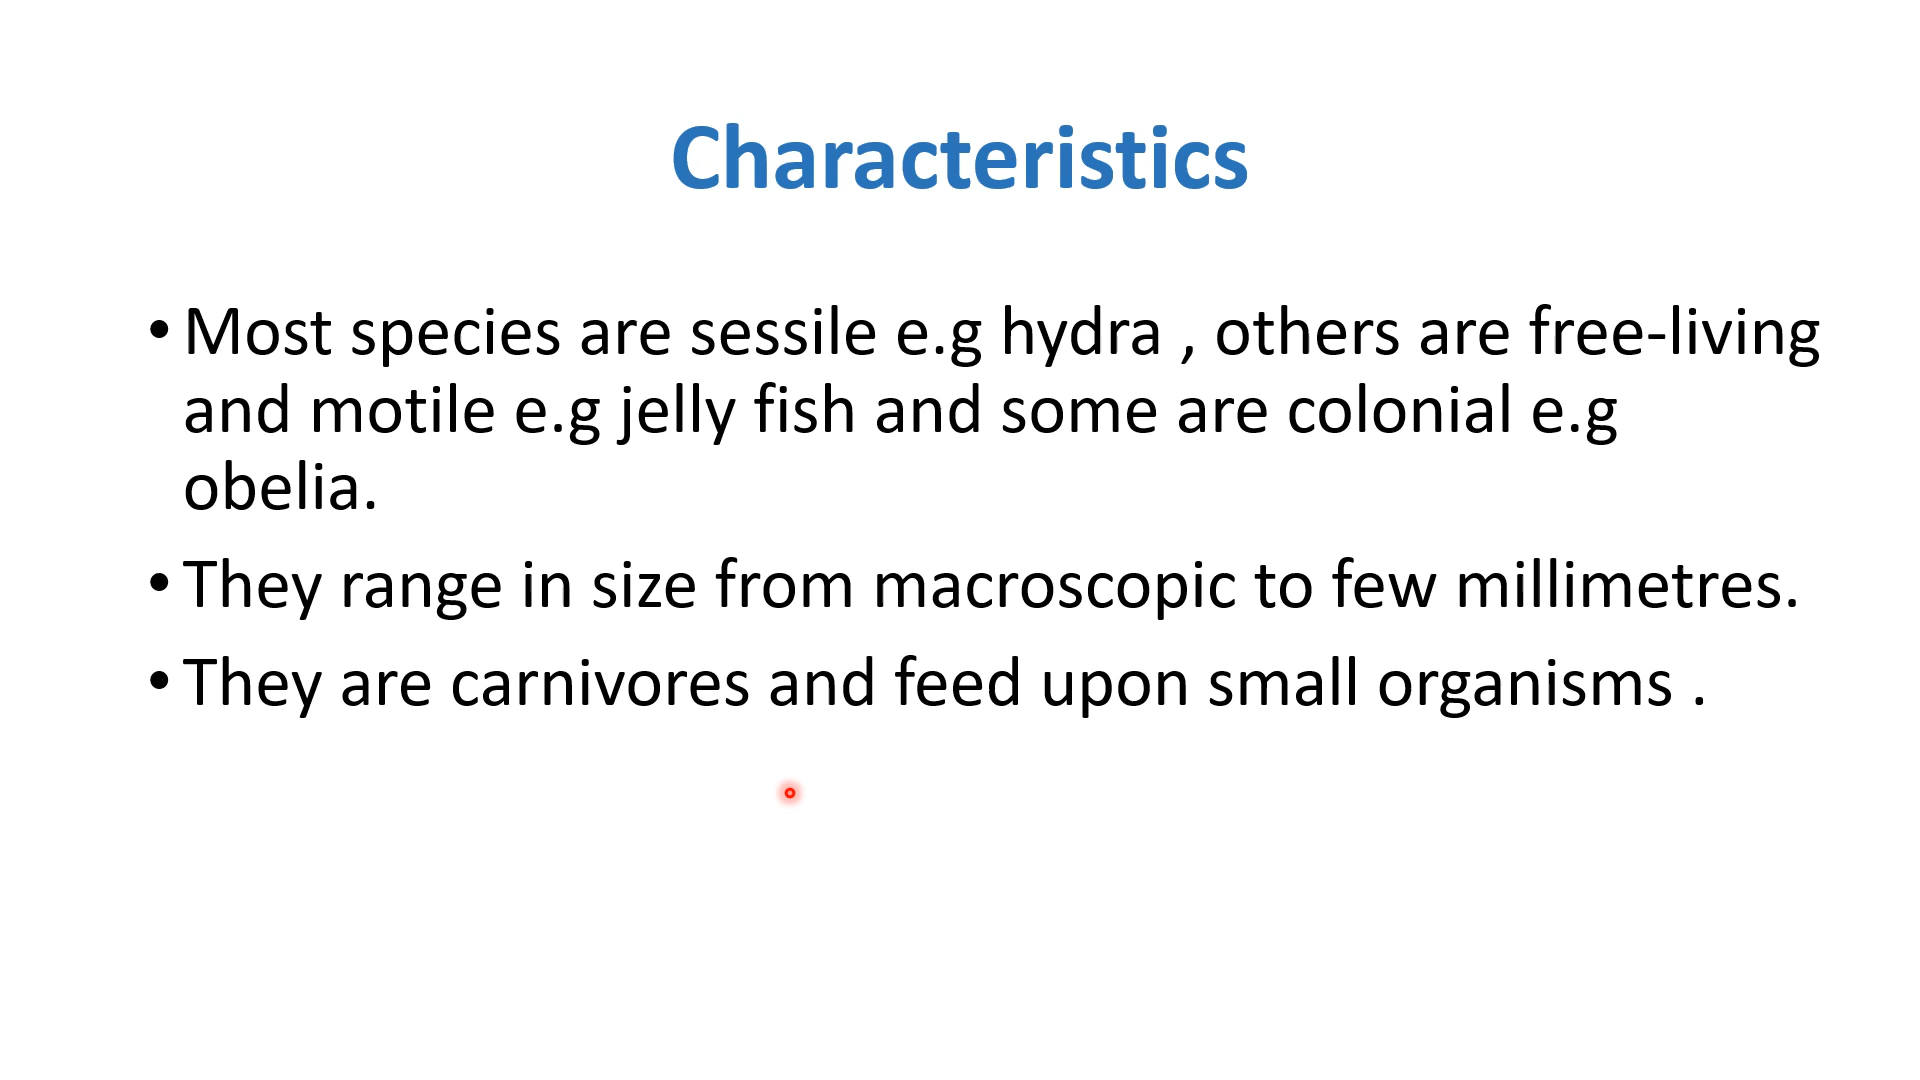 Characteristics
• Most species are sessile e.g hydra , others are free-living
and motile e.g jelly fish and some are colonial e.g
obelia.
• They range in size from macroscopic to few millimetres.
• They are carnivores and feed upon small organisms .